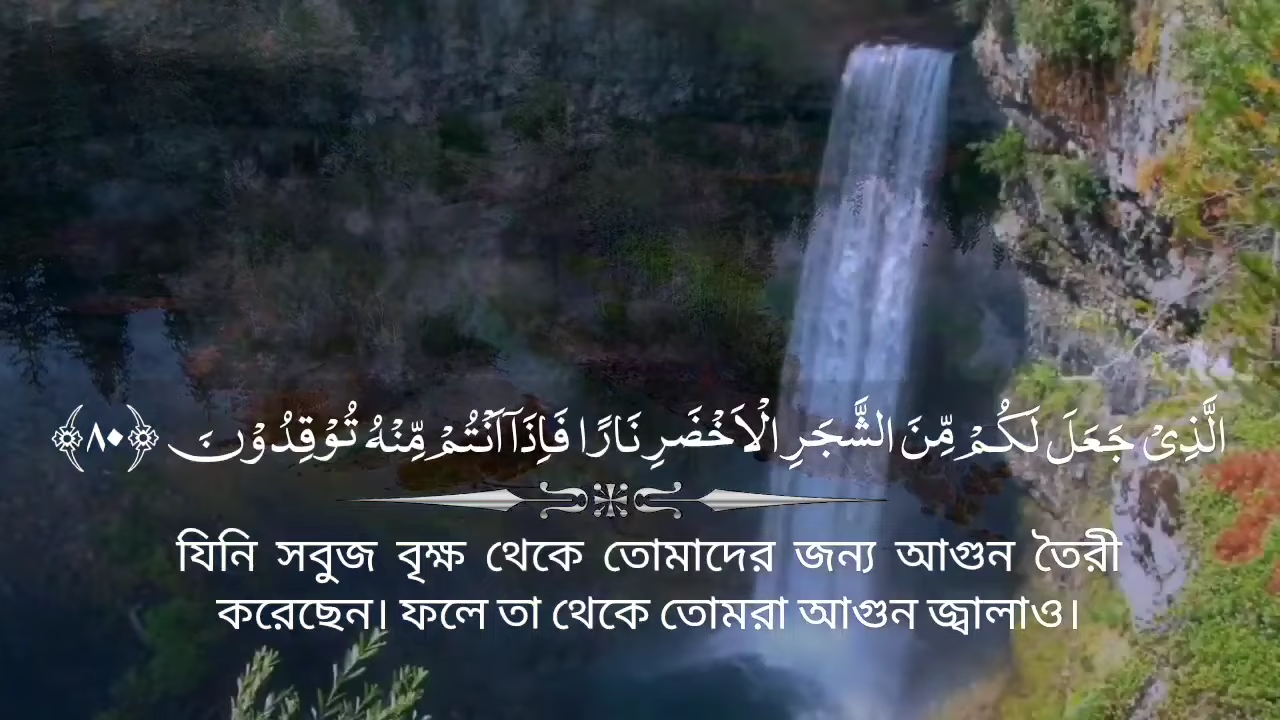 الَّذِیْ جَعَلَ لَكُمْ مِّنَ الشَّجَرِ الْاَخْضَرِ نَارًا فَاِذَاۤ اَنْتُمْ مِّنْهُ تُوْقِدُوْنَ ﴿٨٠﴾
যিনি সবুজ বৃক্ষ থেকে তোমাদের জন্য আগুন তৈরী
করেছেন। ফলে তা থেকে তোমরা আগুন জ্বালাও।